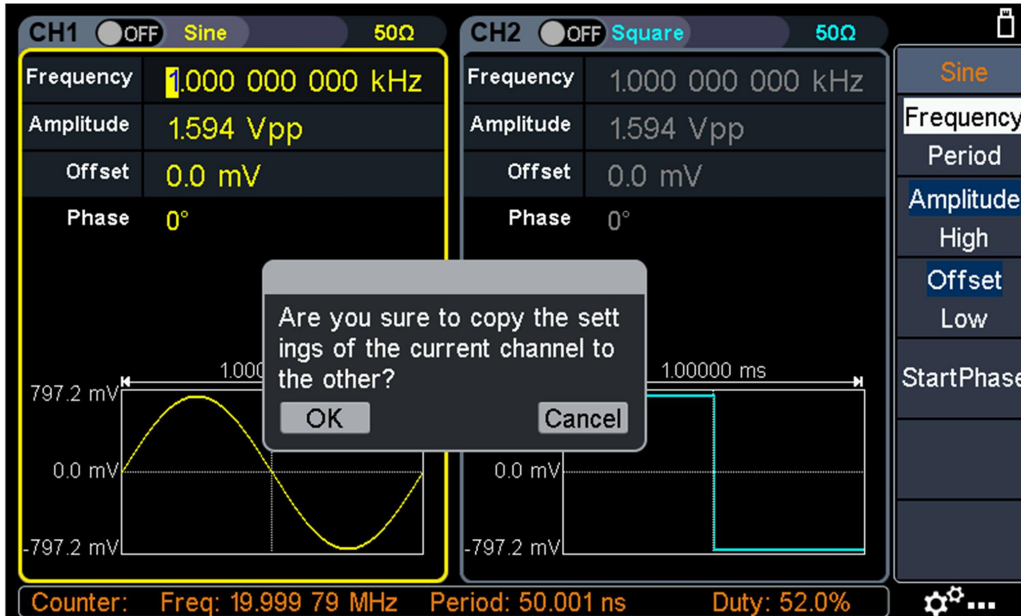 CH1 OFF Sine 50Ω
Frequency 1.000 000 000 kHz
Amplitude 1.594 Vpp
Offset 0.0 mV
Phase 0°
CH2 OFF Square 50Ω
Frequency 1.000 000 000 kHz
Amplitude 1.594 Vpp
Offset 0.0 mV
Phase 0°
Are you sure to copy the sett
ings of the current channel to
the other?
OK Cancel
1.000
797.2 mV
0.0 mV
-797.2 mV
1.00000 ms
0.0 mV
-797.2 mV
Sine
Frequency
Period
Amplitude
High
Offset
Low
StartPhase
Counter: Freq: 19.999 79 MHz Period: 50.001 ns Duty: 52.0%